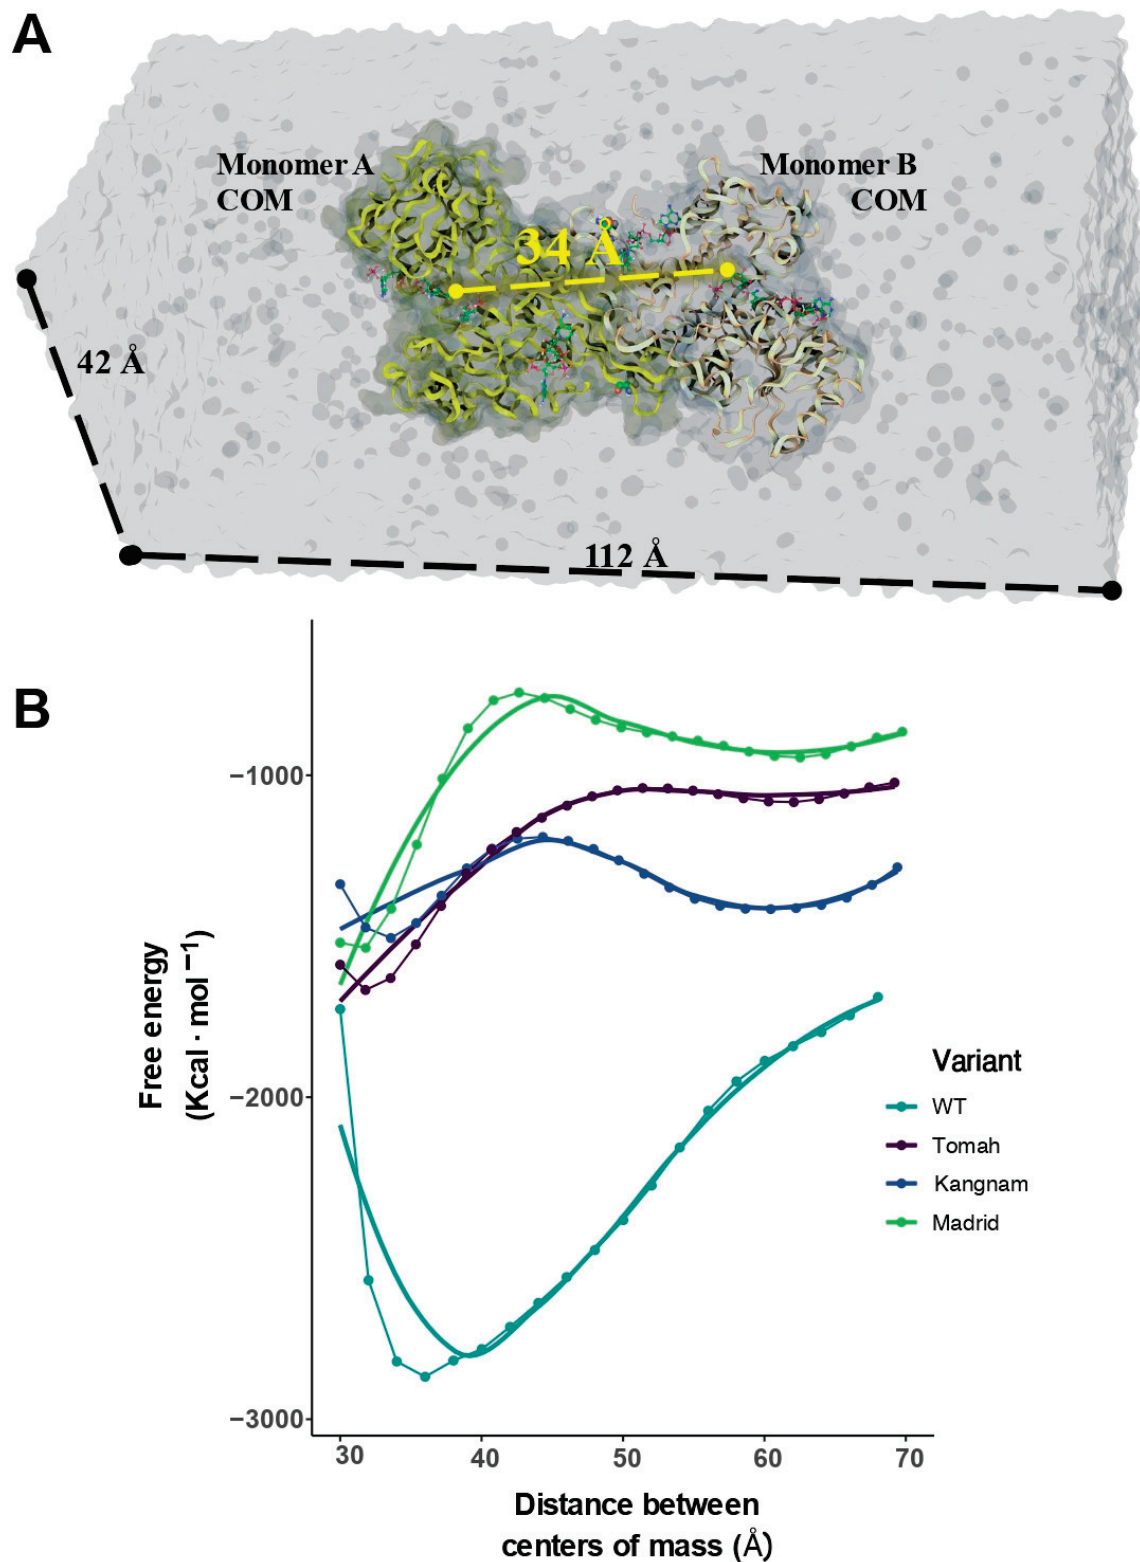 A
Monomer A
COM
Monomer B
COM
34 Å
42 Å
112 Å
B
−1000
−2000
−3000
Free energy
(Kcal · mol⁻¹)
30 40 50 60 70
Distance between
centers of mass (Å)
Variant
WT
Tomah
Kangnam
Madrid